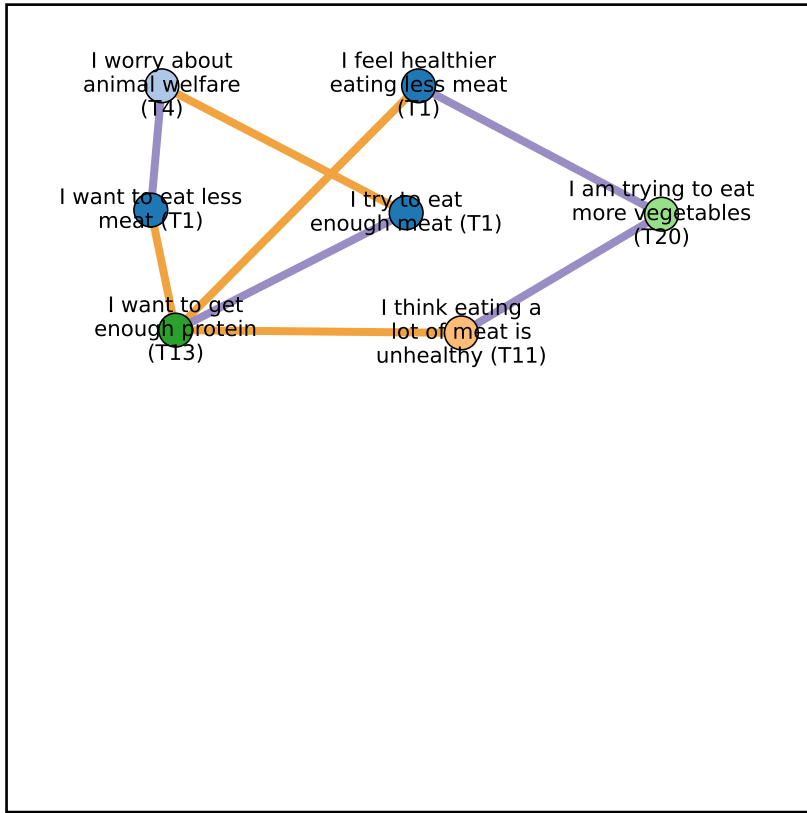 I worry about
animal welfare
(T4)
I feel healthier
eating less meat
(T1)
I want to eat less
meat (T1)
I try to eat
enough meat (T1)
I am trying to eat
more vegetables
(T20)
I want to get
enough protein
(T13)
I think eating a
lot of meat is
unhealthy (T11)